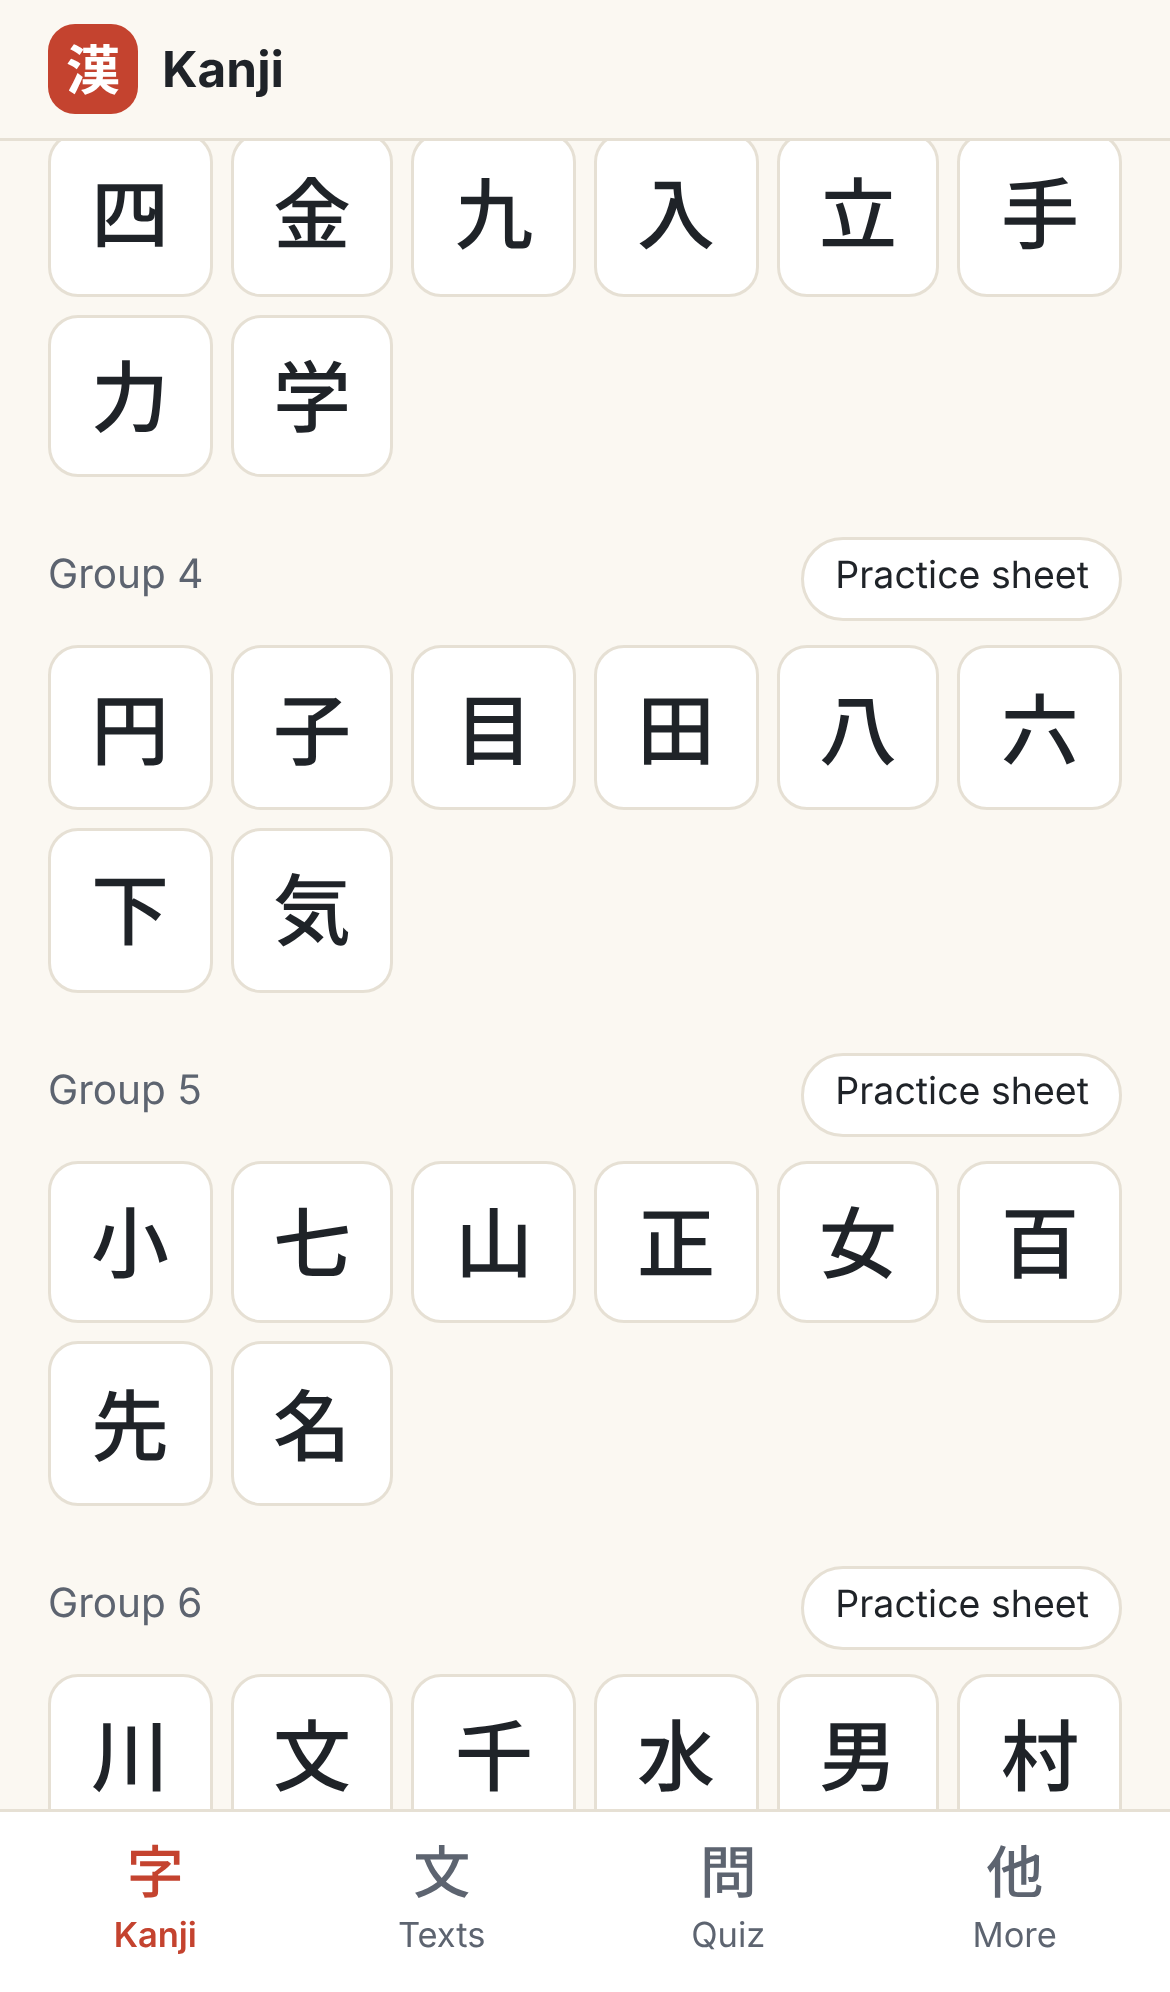 漢 Kanji
四 金 九 入 立 手
力 学
Group 4 Practice sheet
円 子 目 田 八 六
下 気
Group 5 Practice sheet
小 七 山 正 女 百
先 名
Group 6 Practice sheet
川 文 千 水 男 村
字 文 問 他
Kanji Texts Quiz More